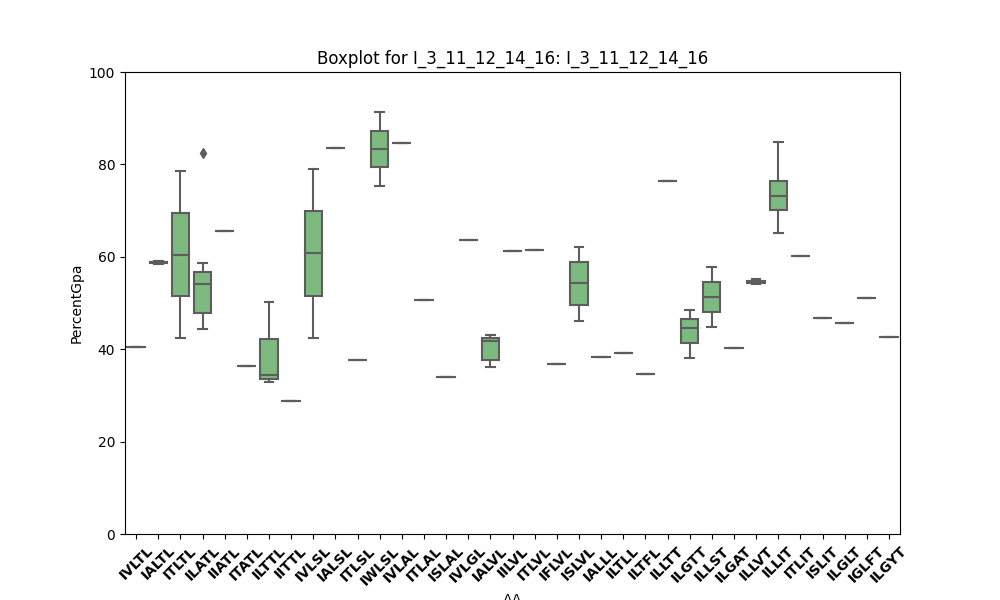 Boxplot for I_3_11_12_14_16: I_3_11_12_14_16
100
80
60
40
20
0
PercentGpa
IVLTL
IALTL
ITLTL
ILATL
IIATL
ITATL
ILTTL
IITTL
IVLSL
IALSL
ITLSL
IWLSL
IVLAL
ITLAL
ISLAL
IVLGL
IALVL
IILVL
ITLVL
IFLVL
ISLVL
IALLL
ILTLL
ILTFL
ILLTT
ILGTT
ILLST
ILGAT
ILLVT
ILLIT
ITLIT
ISLIT
ILGLT
IGLFT
ILGYT
AA